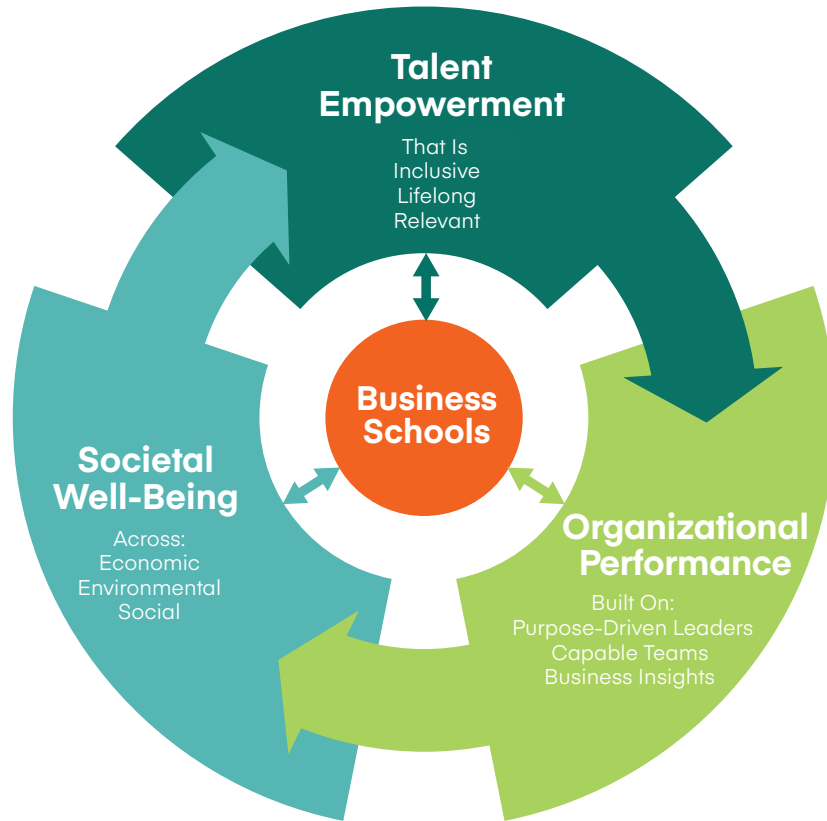 Talent
Empowerment
That Is
Inclusive
Lifelong
Relevant
Business
Schools
Societal
Well-Being
Across:
Economic
Environmental
Social
Organizational
Performance
Built On:
Purpose-Driven Leaders
Capable Teams
Business Insights